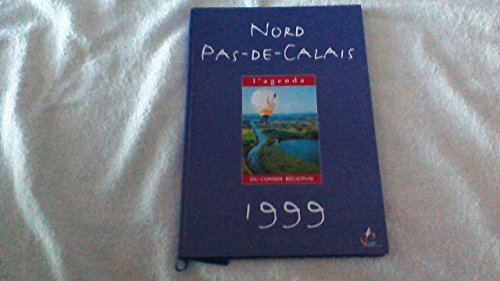 NORD
PAS-DE-CALAIS
l'agenda
DU CONSEIL RÉGIONAL
1999